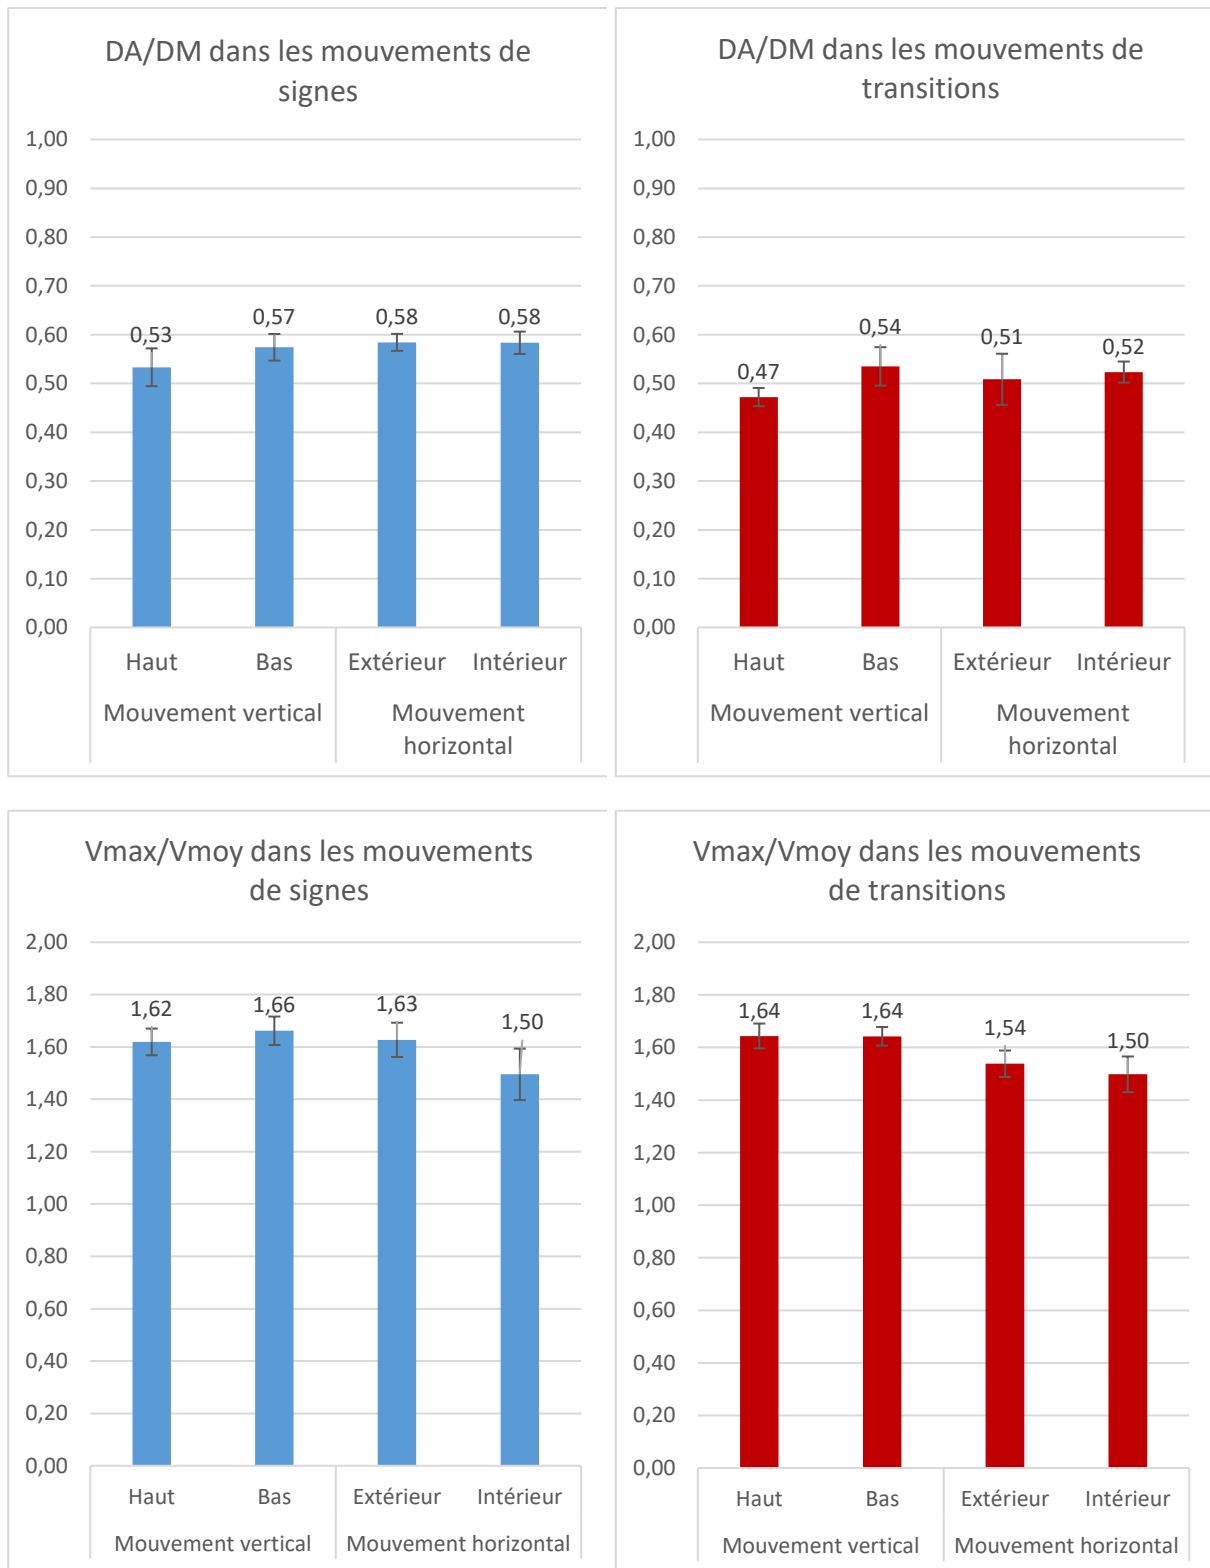 DA/DM dans les mouvements de
signes
1,00
0,90
0,80
0,70
0,60
0,50
0,40
0,30
0,20
0,10
0,00
0,53
0,57
0,58
0,58
Haut
Bas
Extérieur
Intérieur
Mouvement vertical
Mouvement
horizontal
DA/DM dans les mouvements de
transitions
1,00
0,90
0,80
0,70
0,60
0,50
0,40
0,30
0,20
0,10
0,00
0,47
0,54
0,51
0,52
Haut
Bas
Extérieur
Intérieur
Mouvement vertical
Mouvement
horizontal
Vmax/Vmoy dans les mouvements
de signes
2,00
1,80
1,60
1,40
1,20
1,00
0,80
0,60
0,40
0,20
0,00
1,62
1,66
1,63
1,50
Haut
Bas
Extérieur
Intérieur
Mouvement vertical
Mouvement horizontal
Vmax/Vmoy dans les mouvements
de transitions
2,00
1,80
1,60
1,40
1,20
1,00
0,80
0,60
0,40
0,20
0,00
1,64
1,64
1,54
1,50
Haut
Bas
Extérieur
Intérieur
Mouvement vertical
Mouvement horizontal